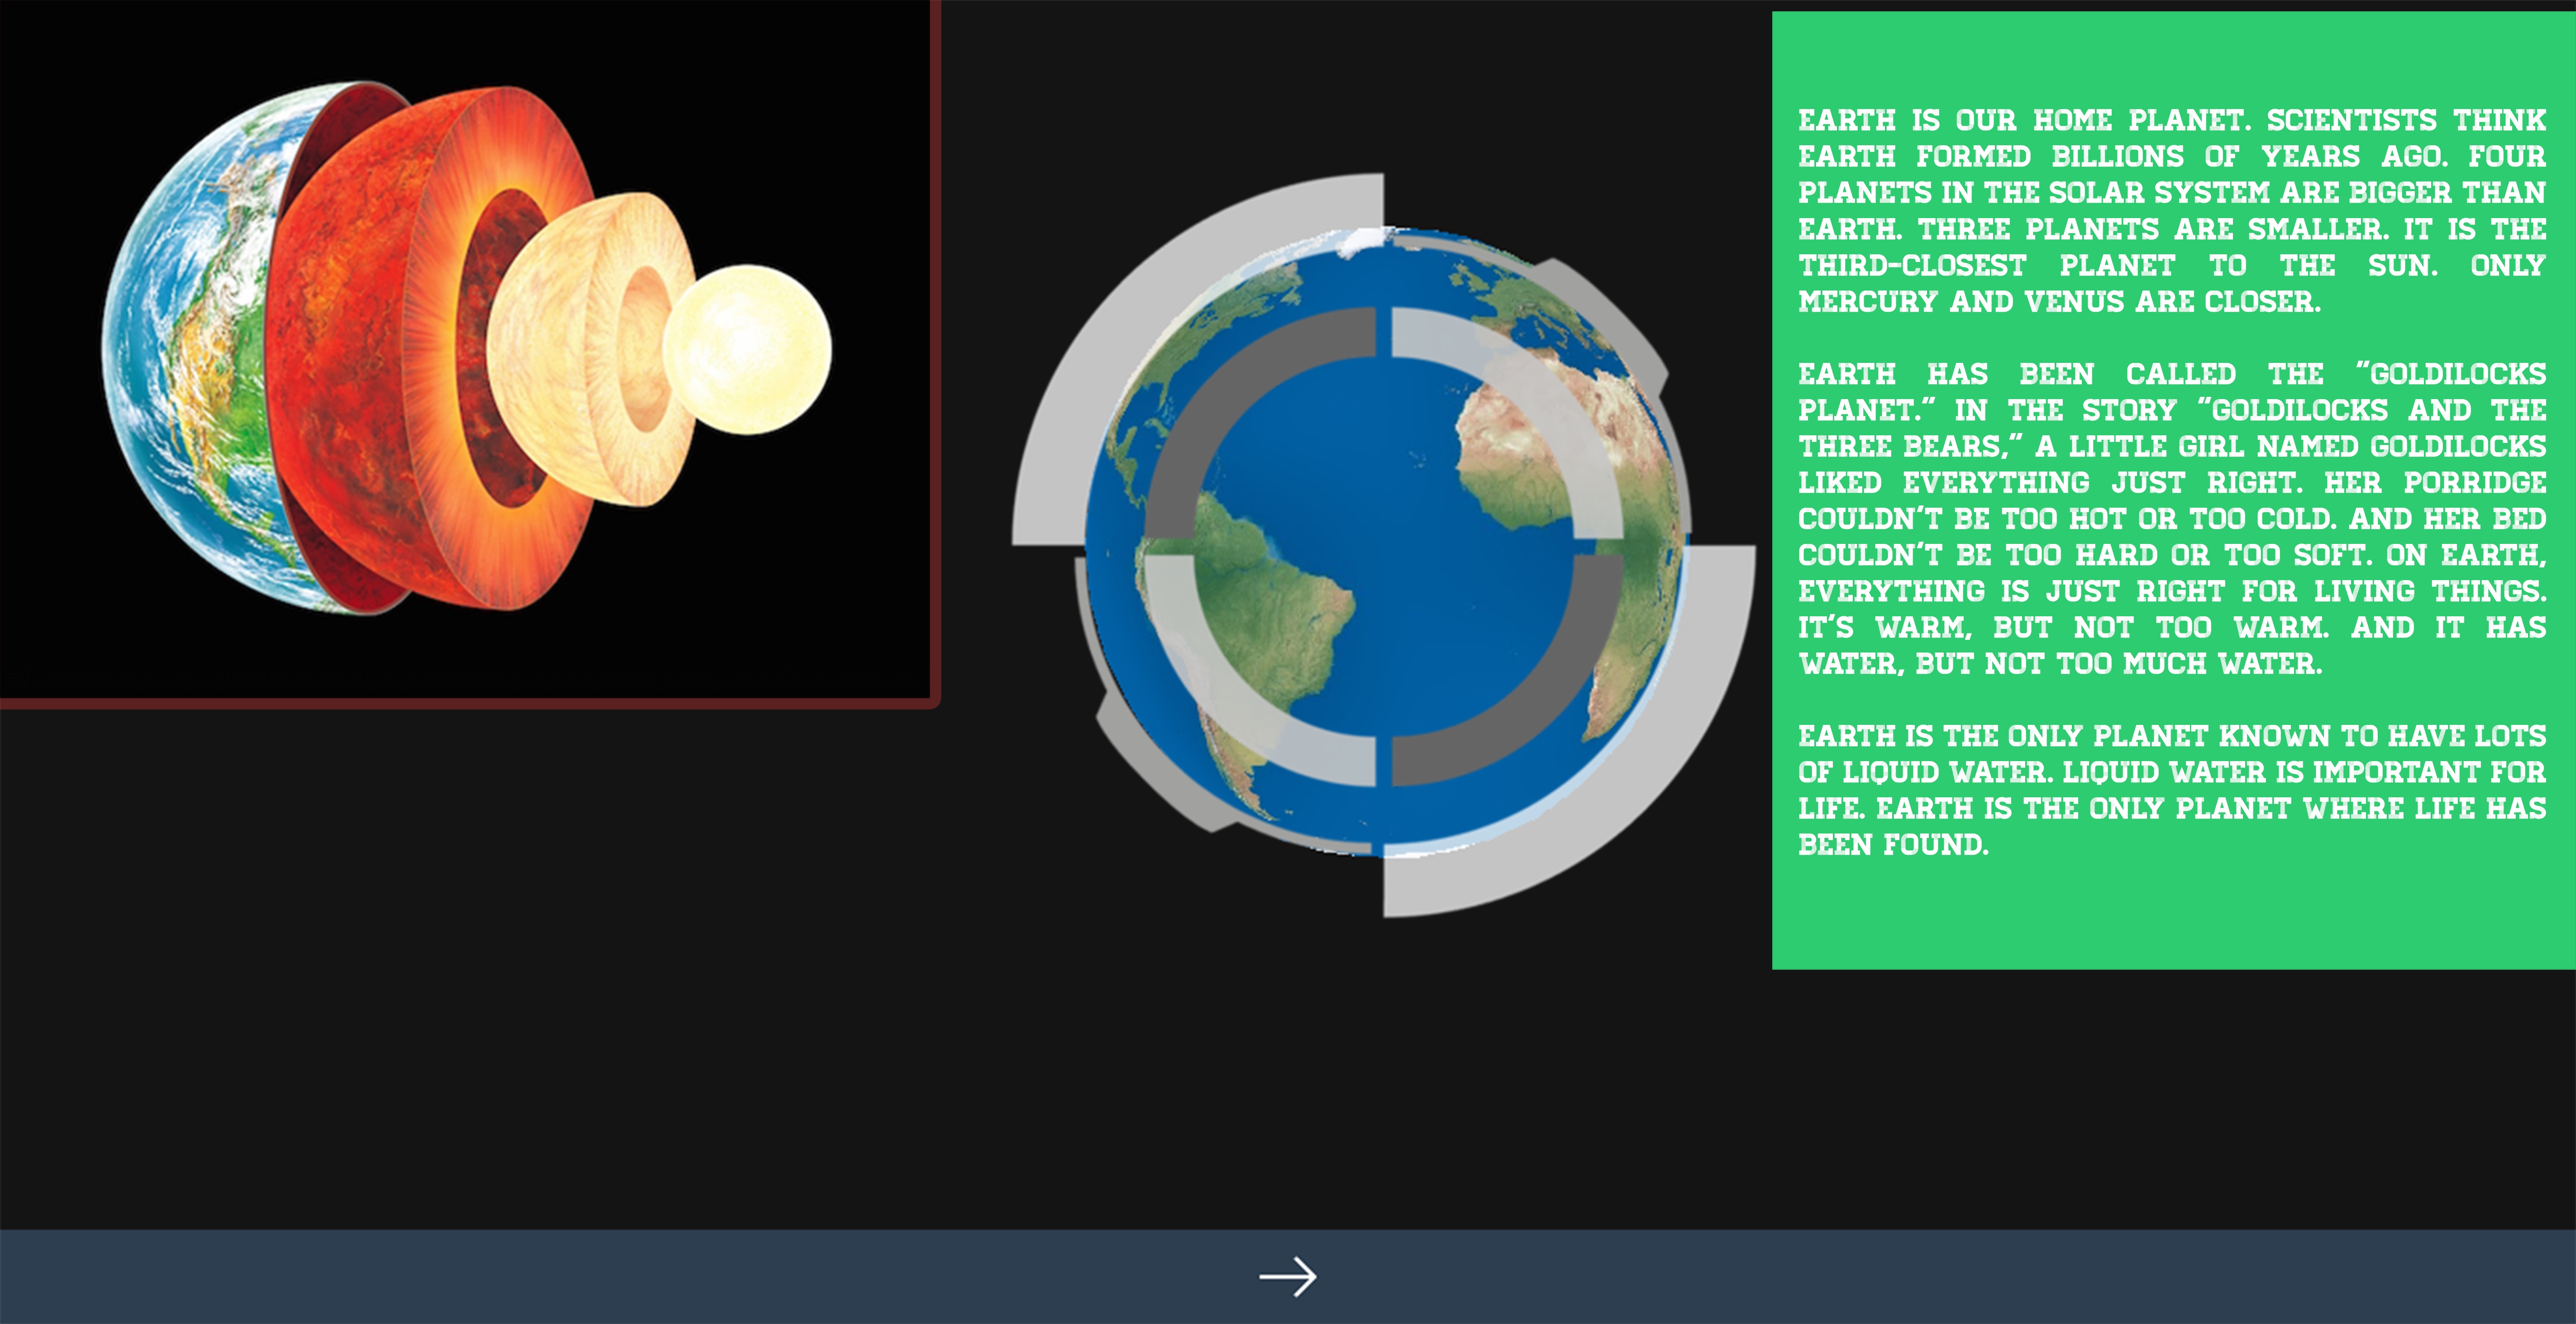 EARTH IS OUR HOME PLANET. SCIENTISTS THINK
EARTH FORMED BILLIONS OF YEARS AGO. FOUR
PLANETS IN THE SOLAR SYSTEM ARE BIGGER THAN
EARTH. THREE PLANETS ARE SMALLER. IT IS THE
THIRD-CLOSEST PLANET TO THE SUN. ONLY
MERCURY AND VENUS ARE CLOSER.
EARTH HAS BEEN CALLED THE "GOLDILOCKS
PLANET." IN THE STORY "GOLDILOCKS AND THE
THREE BEARS," A LITTLE GIRL NAMED GOLDILOCKS
LIKED EVERYTHING JUST RIGHT. HER PORRIDGE
COULDN'T BE TOO HOT OR TOO COLD. AND HER BED
COULDN'T BE TOO HARD OR TOO SOFT. ON EARTH,
EVERYTHING IS JUST RIGHT FOR LIVING THINGS.
IT'S WARM, BUT NOT TOO WARM. AND IT HAS
WATER, BUT NOT TOO MUCH WATER.
EARTH IS THE ONLY PLANET KNOWN TO HAVE LOTS
OF LIQUID WATER. LIQUID WATER IS IMPORTANT FOR
LIFE. EARTH IS THE ONLY PLANET WHERE LIFE HAS
BEEN FOUND.